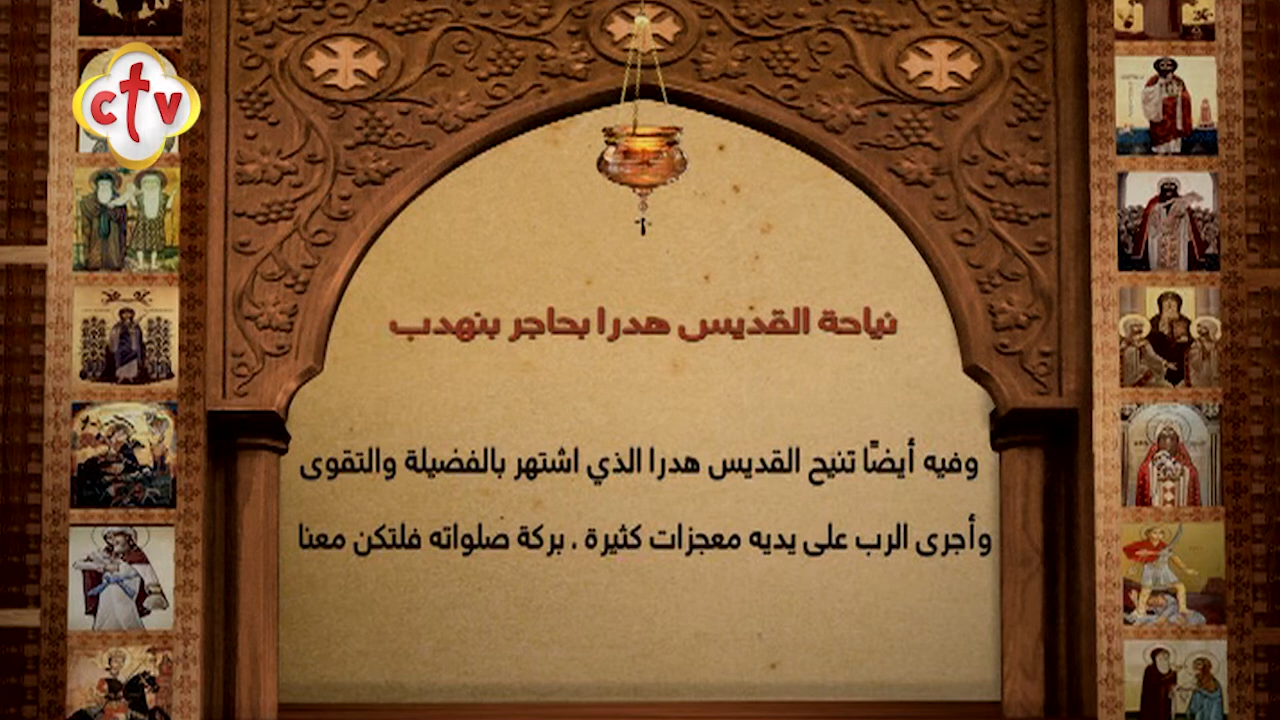 ctv
نياحة القديس هدرا بحاجر بنهدب
وفيه أيضًا تنيح القديس هدرا الذي اشتهر بالفضيلة والتقوى
وأجرى الرب على يديه معجزات كثيرة . بركة صلواته فلتكن معنا